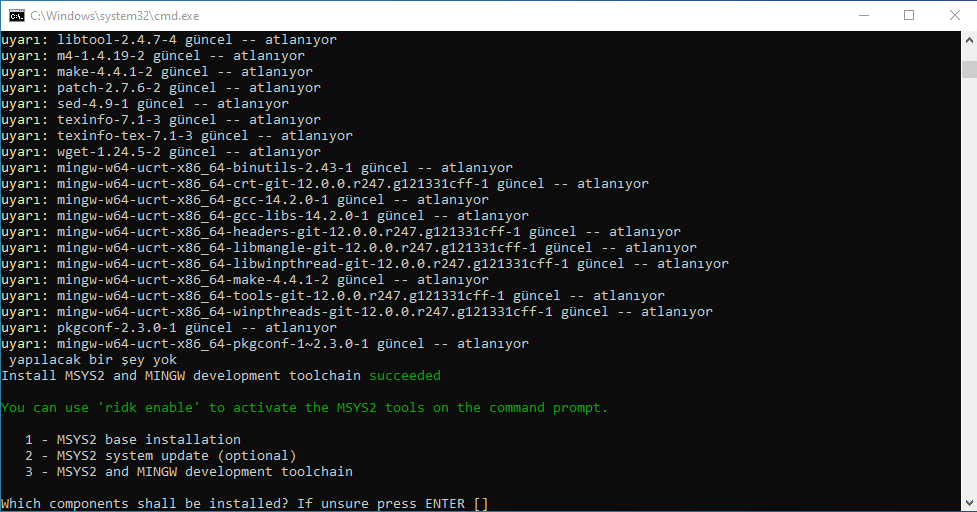 C:\Windows\system32\cmd.exe
uyarı: libtool-2.4.7-4 güncel -- atlanıyor
uyarı: m4-1.4.19-2 güncel -- atlanıyor
uyarı: make-4.4.1-2 güncel -- atlanıyor
uyarı: patch-2.7.6-2 güncel -- atlanıyor
uyarı: sed-4.9-1 güncel -- atlanıyor
uyarı: texinfo-7.1-3 güncel -- atlanıyor
uyarı: texinfo-tex-7.1-3 güncel -- atlanıyor
uyarı: wget-1.24.5-2 güncel -- atlanıyor
uyarı: mingw-w64-ucrt-x86_64-binutils-2.43-1 güncel -- atlanıyor
uyarı: mingw-w64-ucrt-x86_64-crt-git-12.0.0.r247.g121331cff-1 güncel -- atlanıyor
uyarı: mingw-w64-ucrt-x86_64-gcc-14.2.0-1 güncel -- atlanıyor
uyarı: mingw-w64-ucrt-x86_64-gcc-libs-14.2.0-1 güncel -- atlanıyor
uyarı: mingw-w64-ucrt-x86_64-headers-git-12.0.0.r247.g121331cff-1 güncel -- atlanıyor
uyarı: mingw-w64-ucrt-x86_64-libmangle-git-12.0.0.r247.g121331cff-1 güncel -- atlanıyor
uyarı: mingw-w64-ucrt-x86_64-libwinpthread-git-12.0.0.r247.g121331cff-1 güncel -- atlanıyor
uyarı: mingw-w64-ucrt-x86_64-make-4.4.1-2 güncel -- atlanıyor
uyarı: mingw-w64-ucrt-x86_64-tools-git-12.0.0.r247.g121331cff-1 güncel -- atlanıyor
uyarı: mingw-w64-ucrt-x86_64-winpthreads-git-12.0.0.r247.g121331cff-1 güncel -- atlanıyor
uyarı: pkgconf-2.3.0-1 güncel -- atlanıyor
uyarı: mingw-w64-ucrt-x86_64-pkgconf-1~2.3.0-1 güncel -- atlanıyor
yapılacak bir şey yok
Install MSYS2 and MINGW development toolchain succeeded
You can use 'ridk enable' to activate the MSYS2 tools on the command prompt.
1 - MSYS2 base installation
2 - MSYS2 system update (optional)
3 - MSYS2 and MINGW development toolchain
Which components shall be installed? If unsure press ENTER []